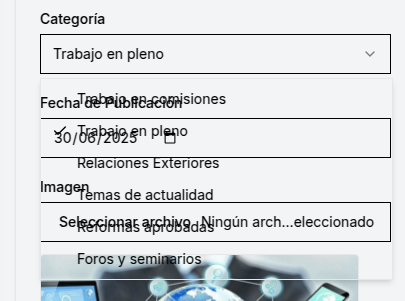 Categoría
Trabajo en pleno
Trabajo en comisiones
Fecha de Publicación
Trabajo en pleno
30/06/2025
Relaciones Exteriores
Imagen
Temas de actualidad
Seleccionar archivo Ningún arch...eleccionado
Reformas aprobadas
Foros y seminarios